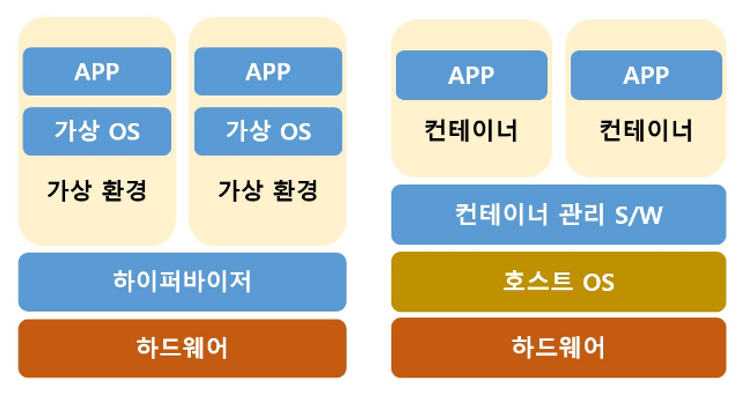 APP
가상 OS
가상 환경
APP
가상 OS
가상 환경
하이퍼바이저
하드웨어
APP
컨테이너
APP
컨테이너
컨테이너 관리 S/W
호스트 OS
하드웨어